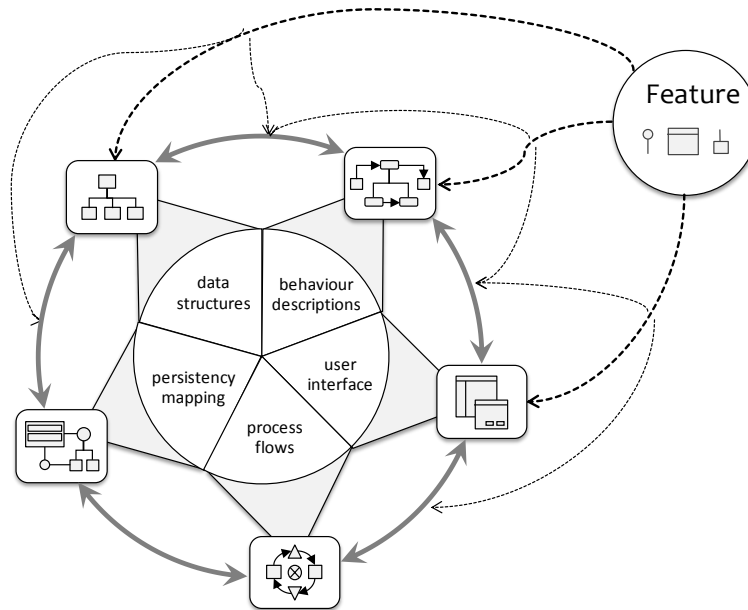 Feature
data
structures
behaviour
descriptions
user
interface
persistency
mapping
process
flows